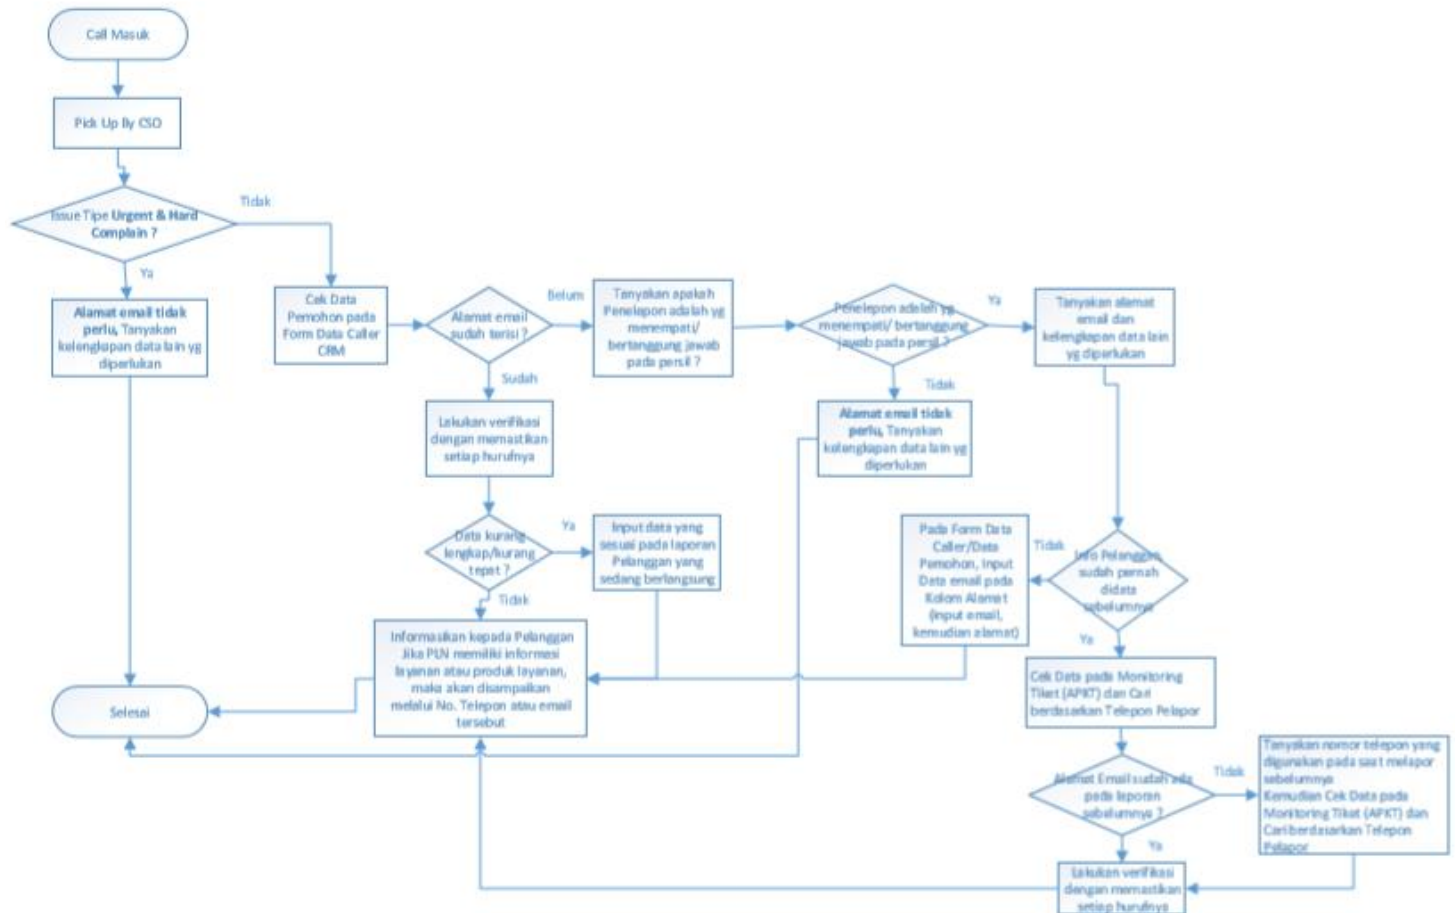 Call Masuk
Pick Up By CSO
Tidak
Issue Tipe Urgent & Hard
Complain ?
Ya
Alamat email tidak
perlu, Tanyakan
kelengkapan data lain yg
diperlukan
Cek Data
Pemohon pada
Form Data Caller
CRM
Alamat email
sudah terisi ?
Belum
Tanyakan apakah
Penelepon adalah yg
menempati/
bertanggung jawab
pada persil ?
Penelepon adalah yg
menempati/ bertanggung
jawab pada persil ?
Ya
Tanyakan alamat
email dan
kelengkapan data lain
yg diperlukan
Sudah
Tidak
Lakukan verifikasi
dengan memastikan
setiap hurufnya
Alamat email tidak
perlu, Tanyakan
kelengkapan data lain yg
diperlukan
Data kurang
lengkap/kurang
tepat ?
Ya
Input data yang
sesuai pada laporan
Pelanggan yang
sedang berlangsung
Pada Form Data
Caller/Data
Pemohon, Input
Data email pada
Kolom Alamat
(input email,
kemudian alamat)
Tidak
Info Pelanggan,
sudah pernah
didata
sebelumnya
Tidak
Ya
Informasikan kepada Pelanggan
Jika PLN memiliki informasi
layanan atau produk layanan,
maka akan disampaikan
melalui No. Telepon atau email
tersebut
Selesai
Cek Data pada Monitoring
Tiket (APKT) dan Cari
berdasarkan Telepon Pelapor
Alamat Email sudah ada
pada laporan
sebelumnya ?
Tidak
Tanyakan nomor telepon yang
digunakan pada saat melapor
sebelumnya
Kemudian Cek Data pada
Monitoring Tiket (APKT) dan
Cari berdasarkan Telepon
Pelapor
Ya
Lakukan verifikasi
dengan memastikan
setiap hurufnya